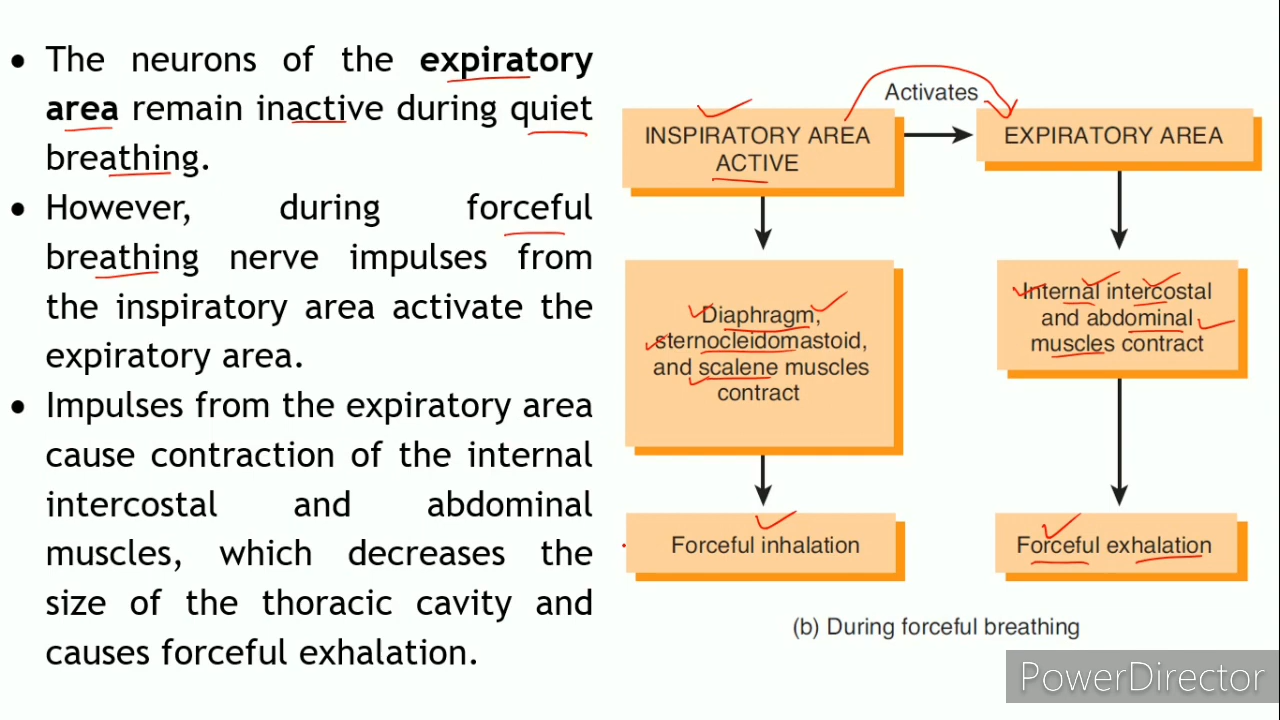 • The neurons of the expiratory
area remain inactive during quiet
breathing.
• However, during forceful
breathing nerve impulses from
the inspiratory area activate the
expiratory area.
• Impulses from the expiratory area
cause contraction of the internal
intercostal and abdominal
muscles, which decreases the
size of the thoracic cavity and
causes forceful exhalation.
Activates
INSPIRATORY AREA
ACTIVE
EXPIRATORY AREA
Diaphragm,
sternocleidomastoid,
and scalene muscles
contract
Internal intercostal
and abdominal
muscles contract
Forceful inhalation
Forceful exhalation
(b) During forceful breathing
PowerDirector